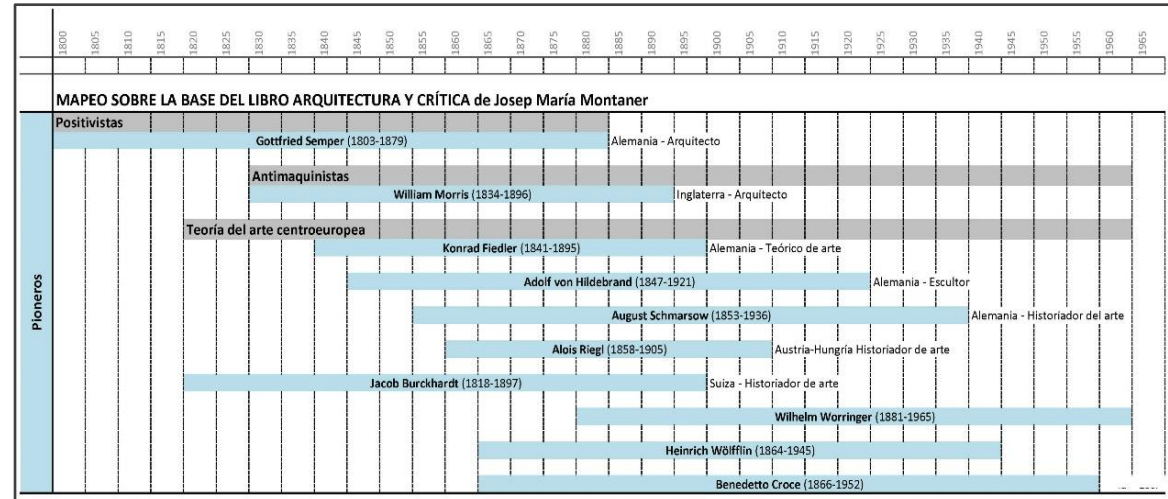 1800 1805 1810 1815 1820 1825 1830 1835 1840 1845 1850 1855 1860 1865 1870 1875 1880 1885 1890 1895 1900 1905 1910 1915 1920 1925 1930 1935 1940 1945 1950 1955 1960 1965
MAPEO SOBRE LA BASE DEL LIBRO ARQUITECTURA Y CRÍTICA de Josep María Montaner
Pioneros
Positivistas
Gottfried Semper (1803-1879) Alemania - Arquitecto
Antimaquinistas
William Morris (1834-1896) Inglaterra - Arquitecto
Teoría del arte centroeuropea
Konrad Fiedler (1841-1895) Alemania - Teórico de arte
Adolf von Hildebrand (1847-1921) Alemania - Escultor
August Schmarsow (1853-1936) Alemania - Historiador del arte
Alois Riegl (1858-1905) Austria-Hungría Historiador de arte
Jacob Burckhardt (1818-1897) Suiza - Historiador de arte
Wilhelm Worringer (1881-1965)
Heinrich Wölfflin (1864-1945)
Benedetto Croce (1866-1952)